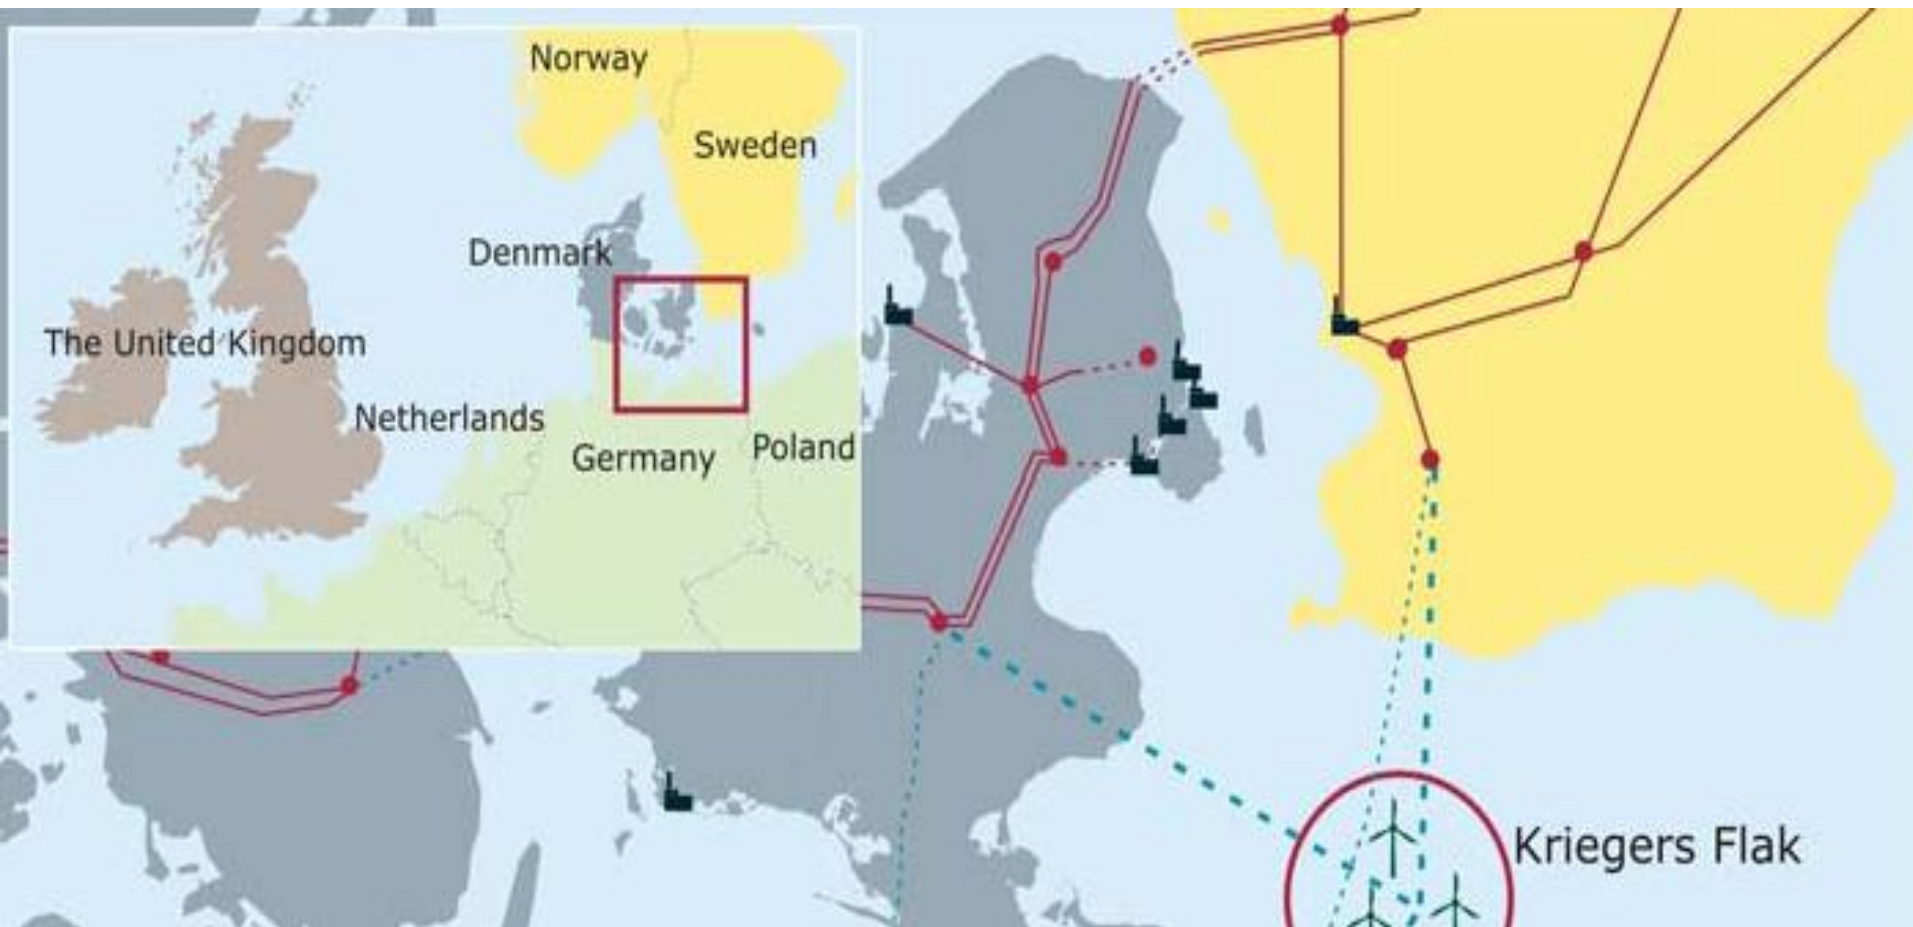 Norway
Sweden
Denmark
The United Kingdom
Netherlands
Germany
Poland
Kriegers Flak